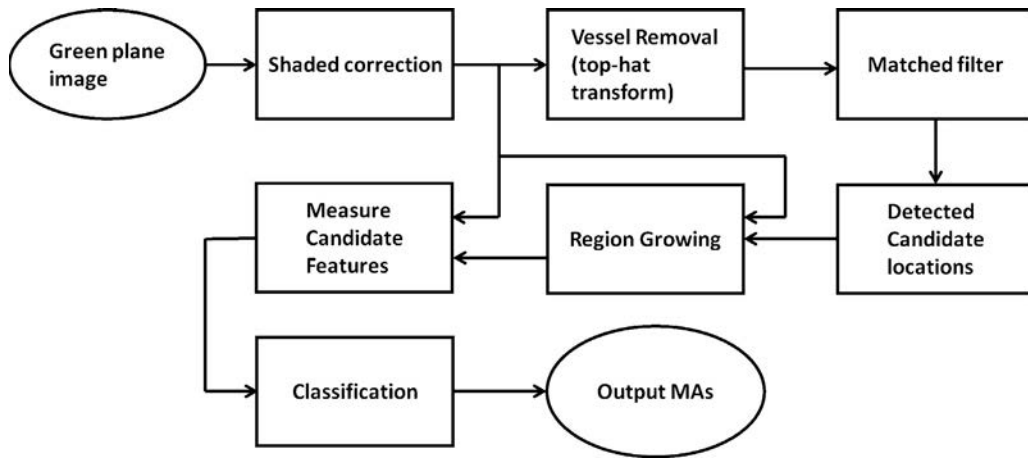 Green plane
image
Shaded correction
Vessel Removal
(top-hat
transform)
Matched filter
Detected
Candidate
locations
Region Growing
Measure
Candidate
Features
Classification
Output MAs